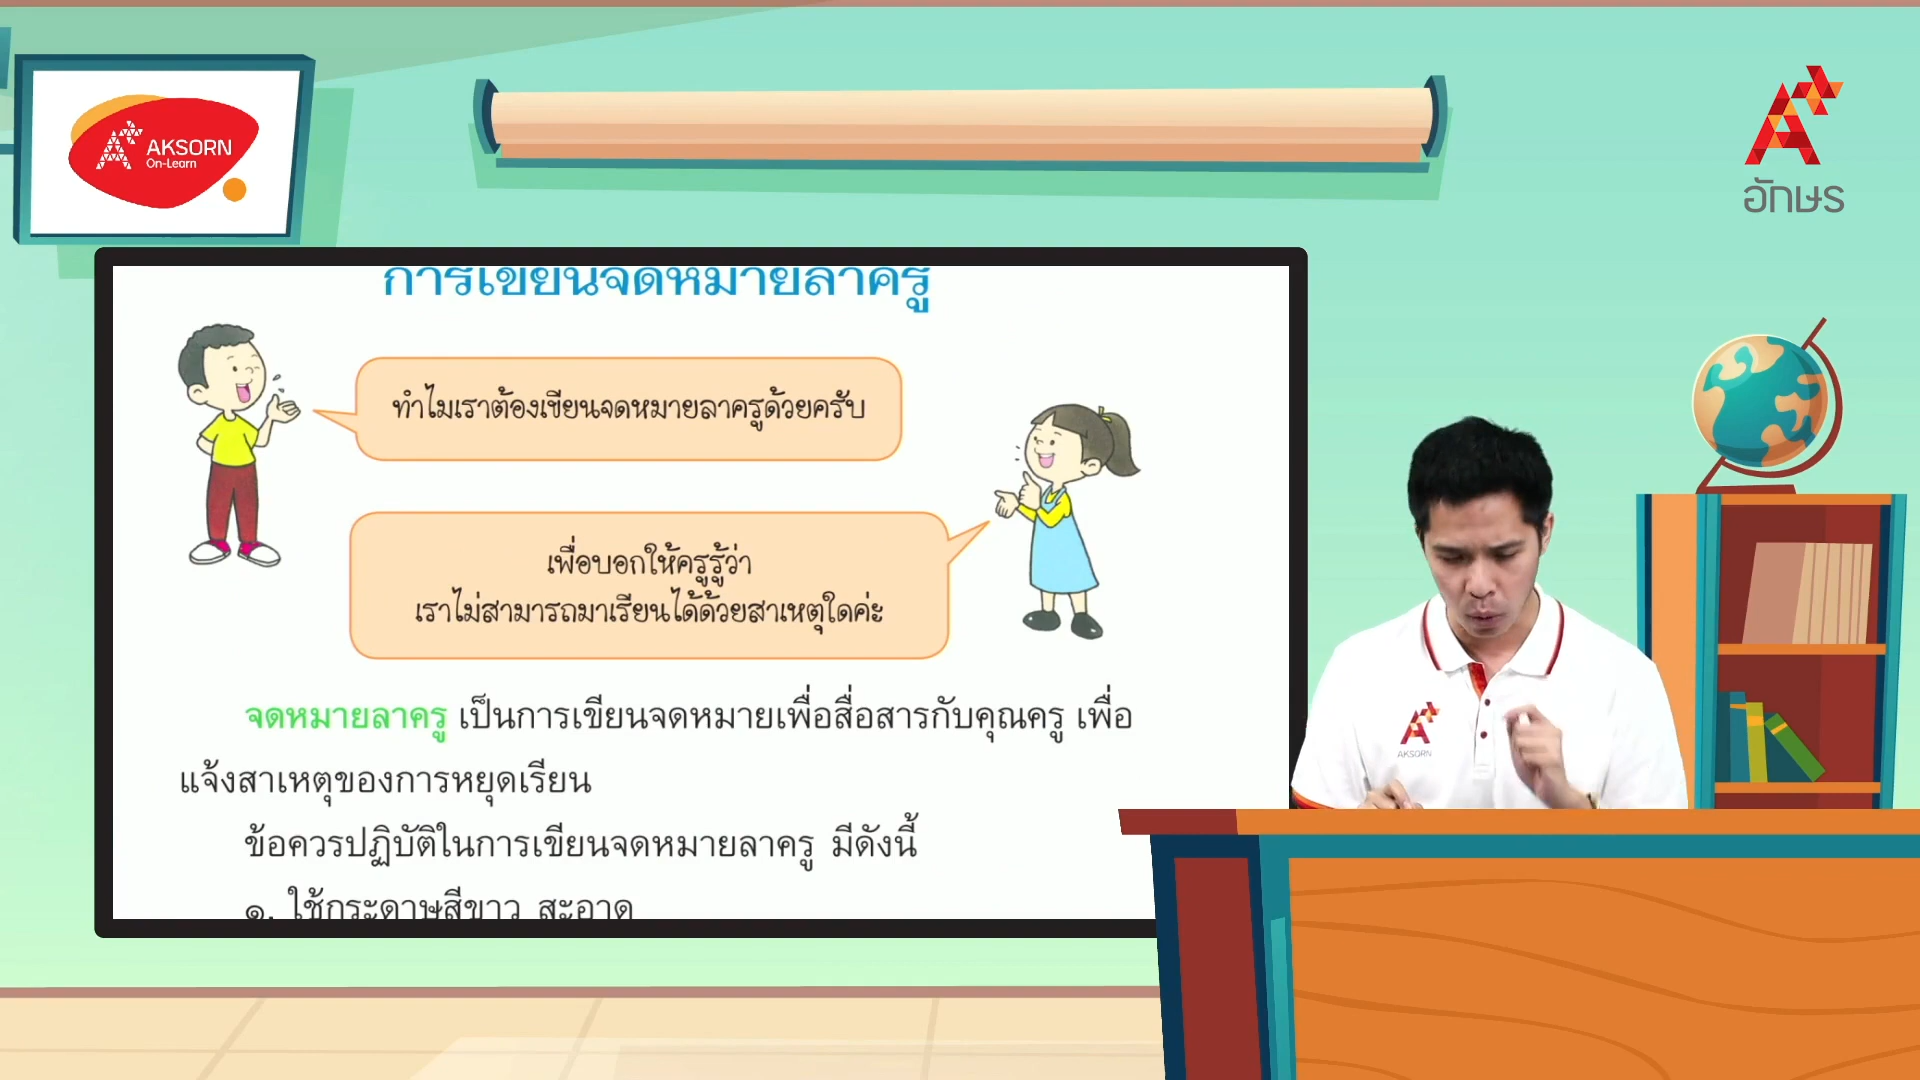 AKSORN
On-Learn
อักษร
การเขียนจดหมายลาครู
ทำไมเราต้องเขียนจดหมายลาครูด้วยครับ
เพื่อบอกให้ครูรู้ว่า
เราไม่สามารถมาเรียนได้ด้วยสาเหตุใดค่ะ
จดหมายลาครู เป็นการเขียนจดหมายเพื่อสื่อสารกับคุณครู เพื่อ
แจ้งสาเหตุของการหยุดเรียน
ข้อควรปฏิบัติในการเขียนจดหมายลาครู มีดังนี้
๑. ใช้กระดาษสีขาว สะอาด
AKSORN